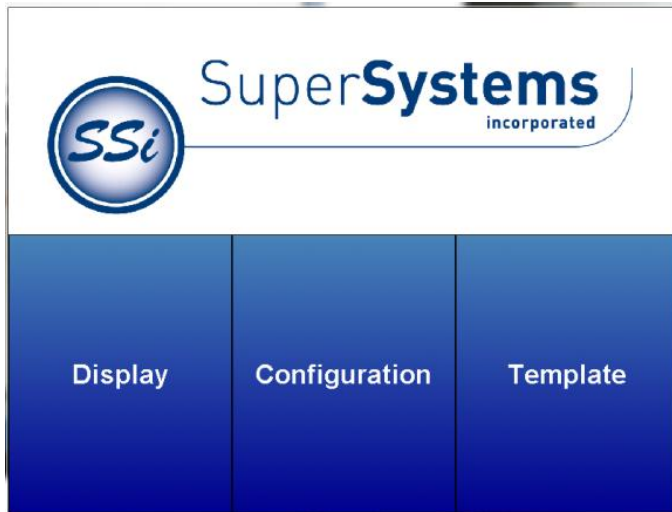 SuperSystems
incorporated
SSi
Display
Configuration
Template